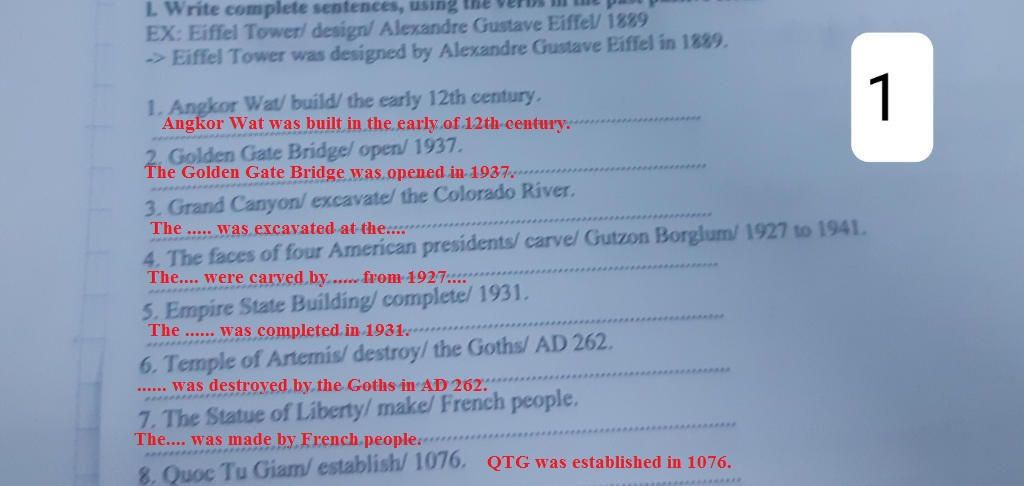 I. Write complete sentences, using the verbs in the past
EX: Eiffel Tower/ design/ Alexandre Gustave Eiffel/ 1889
-> Eiffel Tower was designed by Alexandre Gustave Eiffel in 1889.
1
1. Angkor Wat/ build/ the early 12th century.
Angkor Wat was built in the early of 12th century.
2. Golden Gate Bridge/ open/ 1937.
The Golden Gate Bridge was opened in 1937.
3. Grand Canyon/ excavate/ the Colorado River.
The ..... was excavated at the....
4. The faces of four American presidents/ carve/ Gutzon Borglum/ 1927 to 1941.
The.... were carved by ...... from 1927....
5. Empire State Building/ complete/ 1931.
The ...... was completed in 1931.
6. Temple of Artemis/ destroy/ the Goths/ AD 262.
...... was destroyed by the Goths in AD 262.
7. The Statue of Liberty/ make/ French people.
The.... was made by French people.
8. Quoc Tu Giam/ establish/ 1076. QTG was established in 1076.